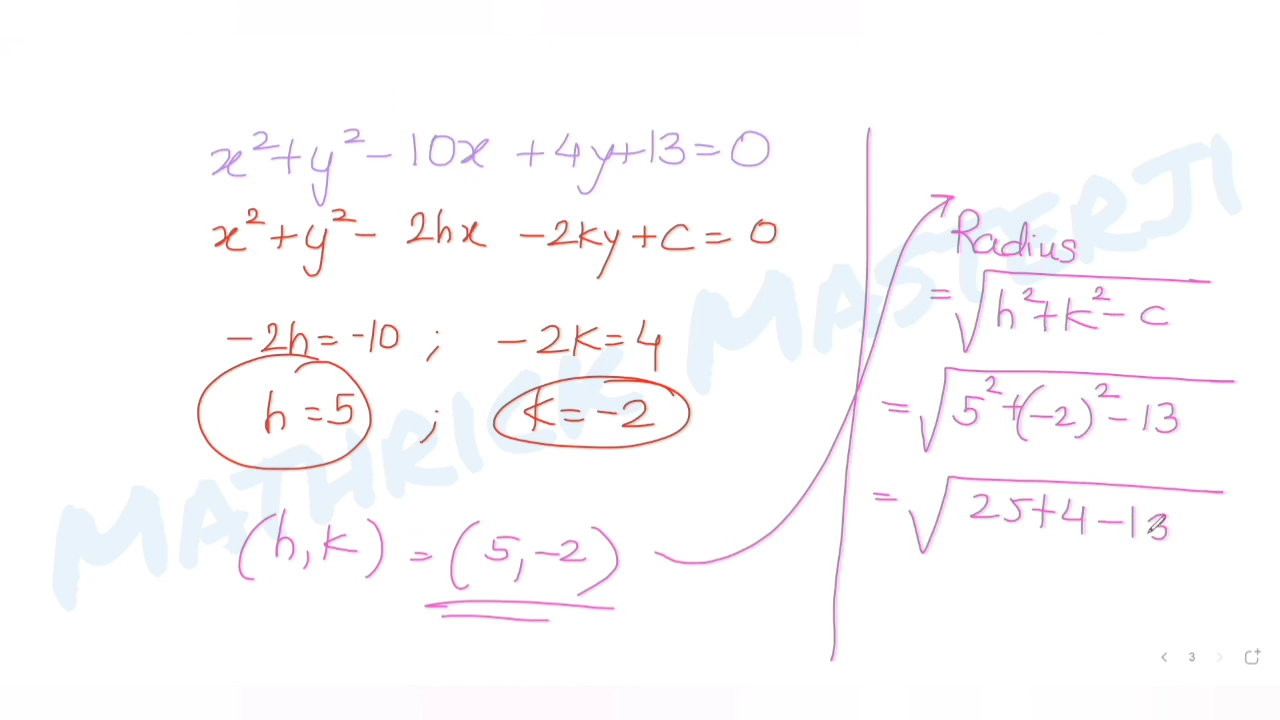 x² + y² - 10x + 4y + 13 = 0
x² + y² - 2hx - 2ky + c = 0
-2h = -10 ; -2k = 4
h = 5 ; k = -2
(h, k) = (5, -2)
Radius
= √(h² + k² - c)
= √(5² + (-2)² - 13)
= √(25 + 4 - 13)
MATHRICK MASTERJI
< 3 >